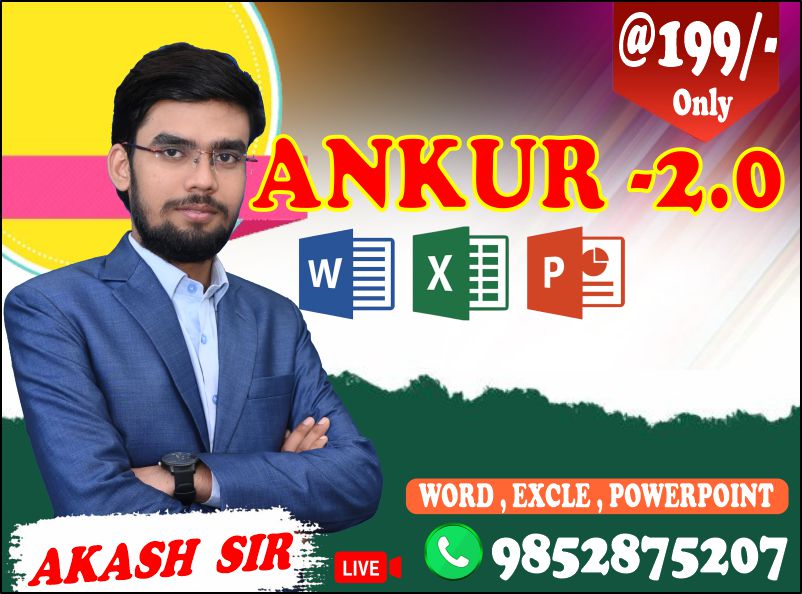 @199/-
Only
ANKUR -2.0
W X P
WORD , EXCLE , POWERPOINT
AKASH SIR
LIVE
9852875207